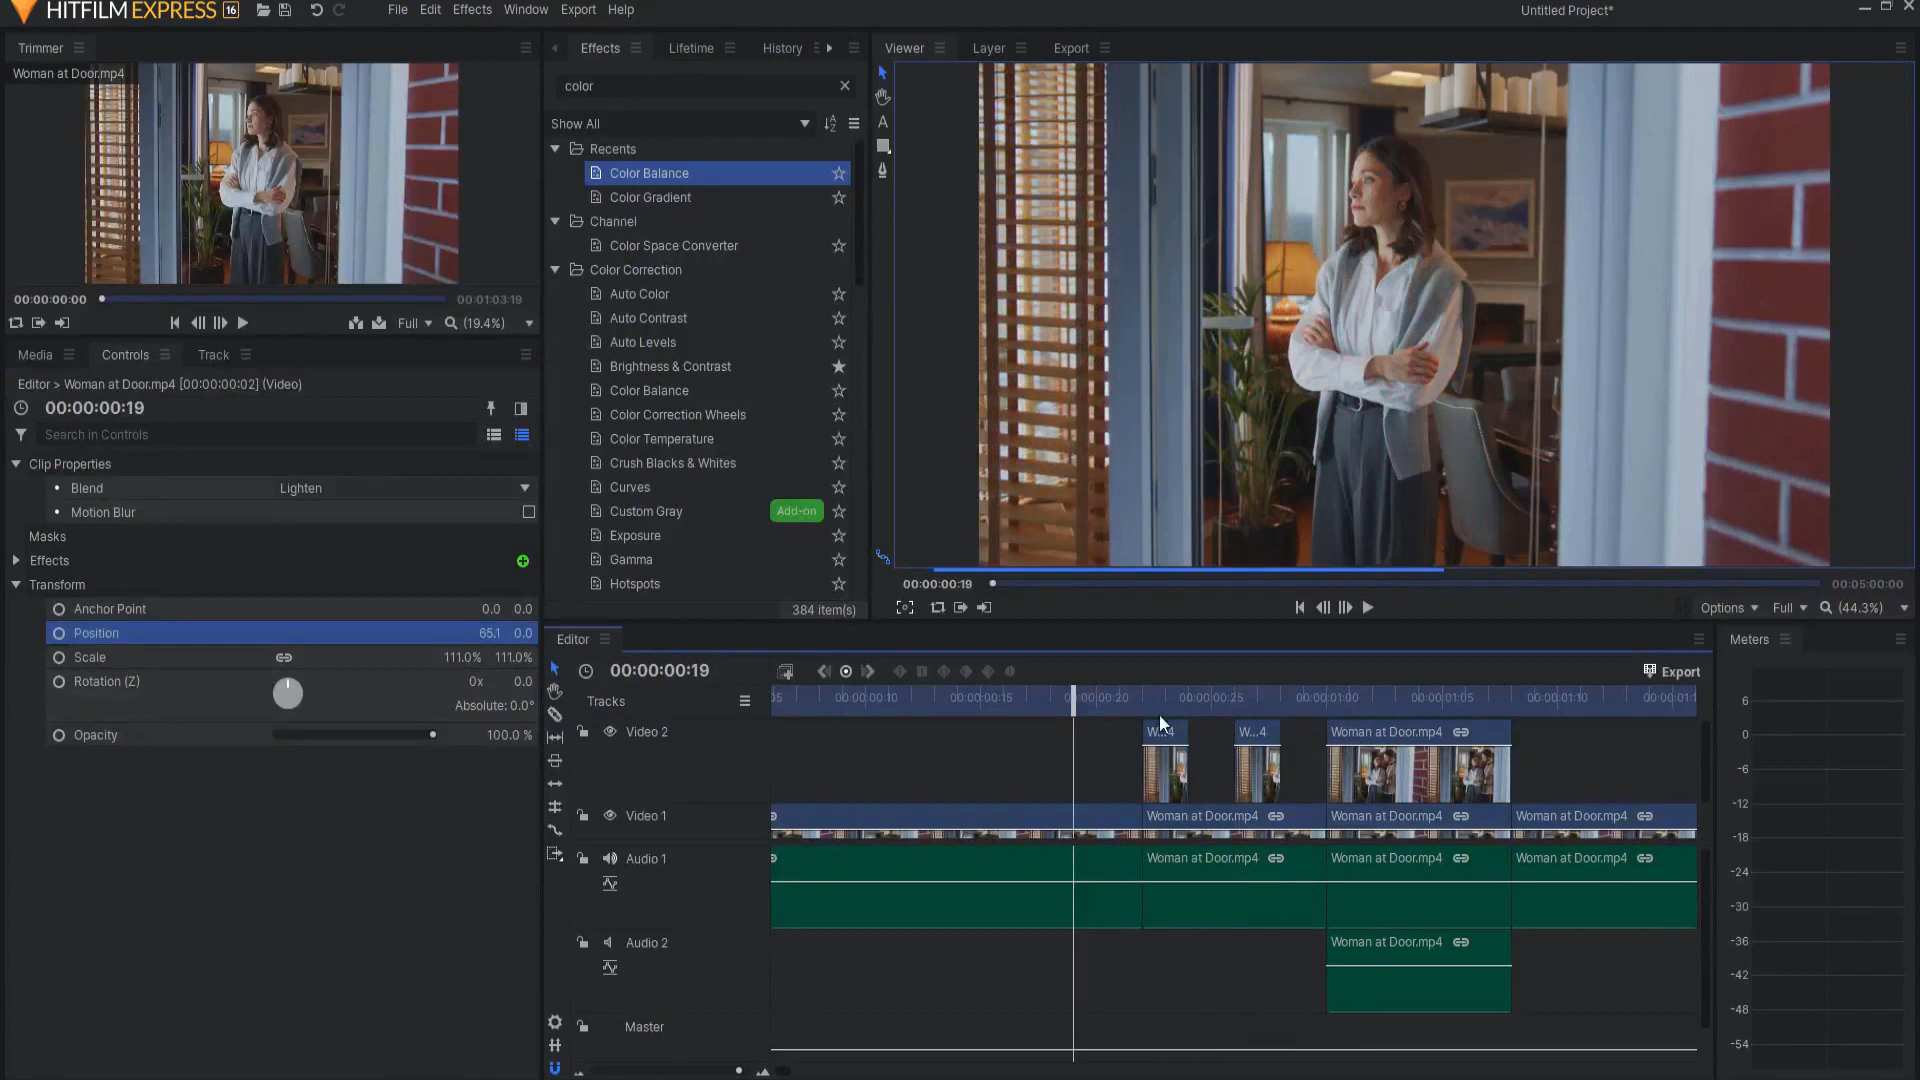 HITFILM EXPRESS 16
File Edit Effects Window Export Help
Untitled Project*
Trimmer
Woman at Door.mp4
00:00:00:00
00:01:03:19
Full
(19.4%)
Media
Controls
Track
Editor > Woman at Door.mp4 [00:00:00:02] (Video)
00:00:00:19
Search in Controls
Clip Properties
Blend
Lighten
Motion Blur
Masks
Effects
Transform
Anchor Point 0.0 0.0
Position 65.1 0.0
Scale 111.0% 111.0%
Rotation (Z) 0x 0.0
Absolute: 0.0°
Opacity 100.0 %
Effects
Lifetime
History
color
Show All
Recents
Color Balance
Color Gradient
Channel
Color Space Converter
Color Correction
Auto Color
Auto Contrast
Auto Levels
Brightness & Contrast
Color Balance
Color Correction Wheels
Color Temperature
Crush Blacks & Whites
Curves
Custom Gray Add-on
Exposure
Gamma
Hotspots
384 item(s)
Viewer
Layer
Export
A
00:00:00:19
00:05:00:00
Options
Full
(44.3%)
Editor
00:00:00:19
Export
Tracks
05 00:00:00:10 00:00:00:15 00:00:00:20 00:00:00:25 00:00:01:00 00:00:01:05 00:00:01:10 00:00:01:1
Video 2
W...4
W...4
Woman at Door.mp4
Video 1
Woman at Door.mp4
Woman at Door.mp4
Woman at Door.mp4
Audio 1
Woman at Door.mp4
Woman at Door.mp4
Woman at Door.mp4
Audio 2
Woman at Door.mp4
Master
Meters
6
0
-6
-12
-18
-24
-30
-36
-42
-48
-54